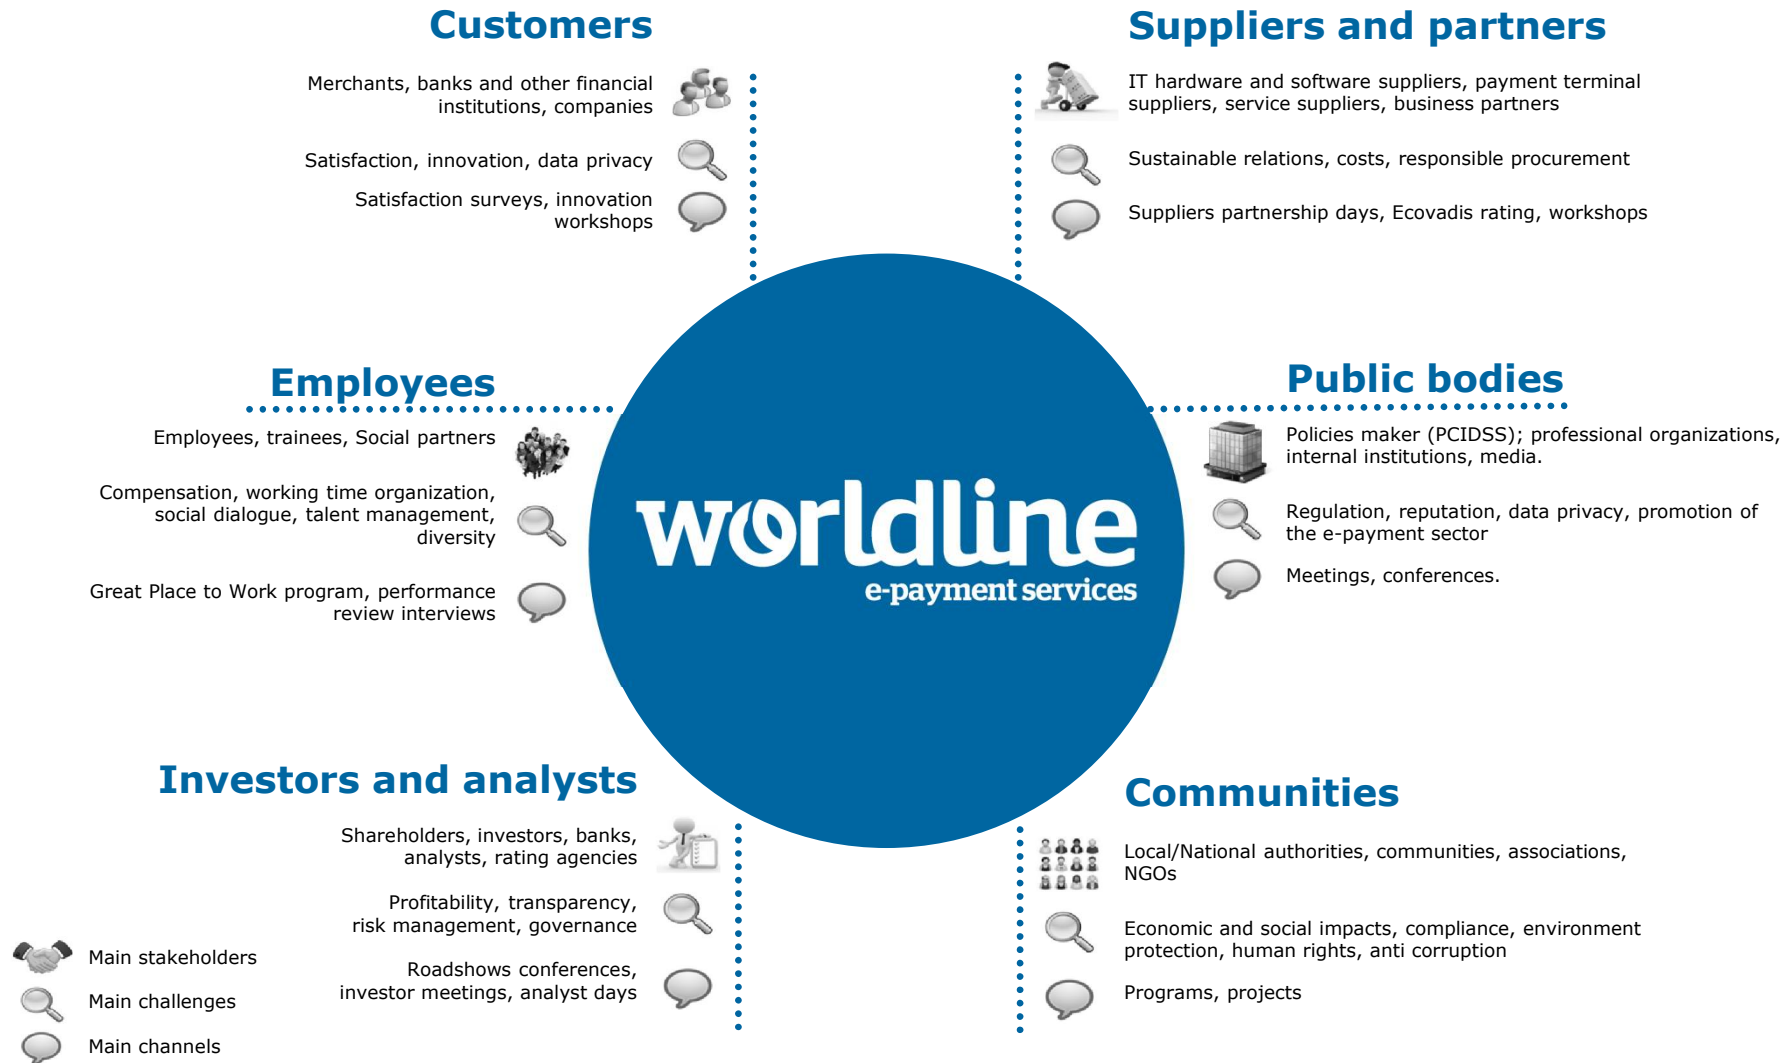 Customers
Merchants, banks and other financial
institutions, companies
Satisfaction, innovation, data privacy
Satisfaction surveys, innovation
workshops
Suppliers and partners
IT hardware and software suppliers, payment terminal
suppliers, service suppliers, business partners
Sustainable relations, costs, responsible procurement
Suppliers partnership days, Ecovadis rating, workshops
Employees
Employees, trainees, Social partners
Compensation, working time organization,
social dialogue, talent management,
diversity
Great Place to Work program, performance
review interviews
worldline
e-payment services
Public bodies
Policies maker (PCIDSS); professional organizations,
internal institutions, media.
Regulation, reputation, data privacy, promotion of
the e-payment sector
Meetings, conferences.
Investors and analysts
Shareholders, investors, banks,
analysts, rating agencies
Profitability, transparency,
risk management, governance
Roadshows conferences,
investor meetings, analyst days
Communities
Local/National authorities, communities, associations,
NGOs
Economic and social impacts, compliance, environment
protection, human rights, anti corruption
Programs, projects
Main stakeholders
Main challenges
Main channels